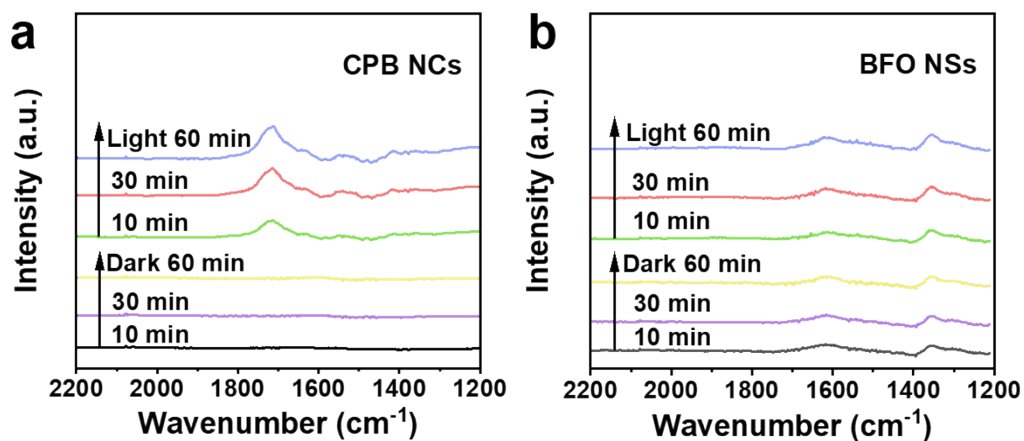 a
CPB NCs
Intensity (a.u.)
Light 60 min
30 min
10 min
Dark 60 min
30 min
10 min
2200 2000 1800 1600 1400 1200
Wavenumber (cm⁻¹)
b
BFO NSs
Intensity (a.u.)
Light 60 min
30 min
10 min
Dark 60 min
30 min
10 min
2200 2000 1800 1600 1400 1200
Wavenumber (cm⁻¹)